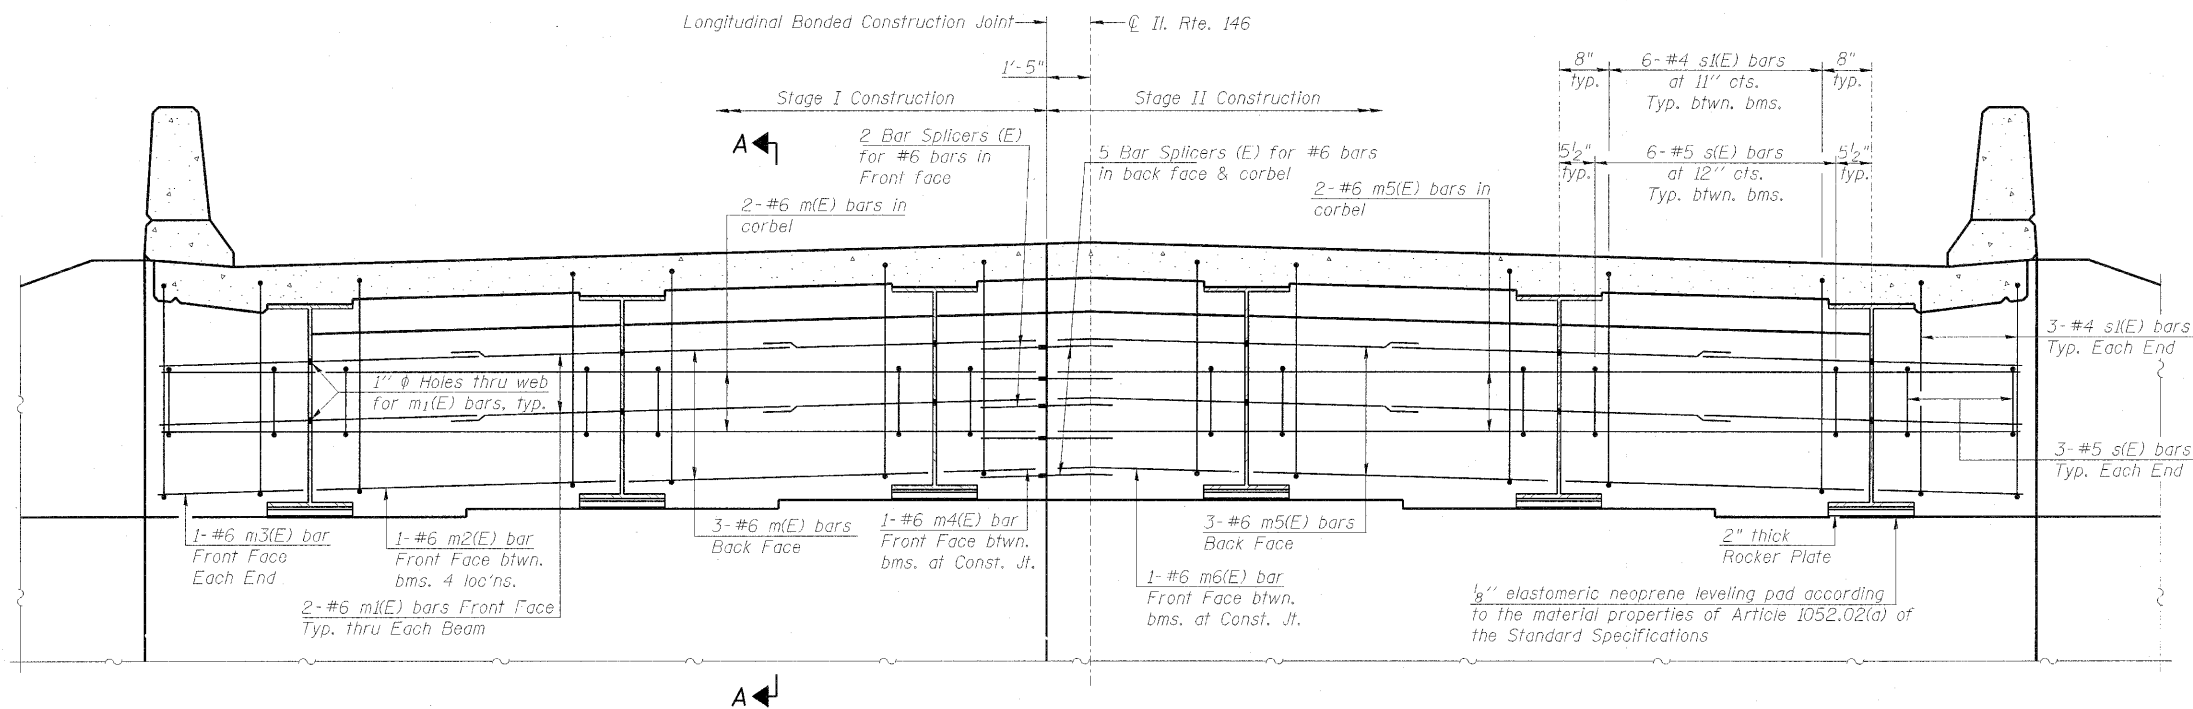 Longitudinal Bonded Construction Joint
℄ Il. Rte. 146
1'-5"
Stage I Construction
Stage II Construction
8"
typ.
6-#4 s1(E) bars
at 11" cts.
Typ. btwn. bms.
8"
typ.
A
2 Bar Splicers (E)
for #6 bars in
Front face
5 Bar Splicers (E) for #6 bars
in back face & corbel
5½"
typ.
6-#5 s(E) bars
at 12" cts.
Typ. btwn. bms.
5½"
typ.
2-#6 m(E) bars in
corbel
2-#6 m5(E) bars in
corbel
3-#4 s1(E) bars
Typ. Each End
1" ϕ Holes thru web
for m1(E) bars, typ.
3-#5 s(E) bars
Typ. Each End
1-#6 m3(E) bar
Front Face
Each End
1-#6 m2(E) bar
Front Face btwn.
bms. 4 loc'ns.
2-#6 m1(E) bars Front Face
Typ. thru Each Beam
3-#6 m(E) bars
Back Face
1-#6 m4(E) bar
Front Face btwn.
bms. at Const. Jt.
3-#6 m5(E) bars
Back Face
1-#6 m6(E) bar
Front Face btwn.
bms. at Const. Jt.
2" thick
Rocker Plate
⅛" elastomeric neoprene leveling pad according
to the material properties of Article 1052.02(a) of
the Standard Specifications
A